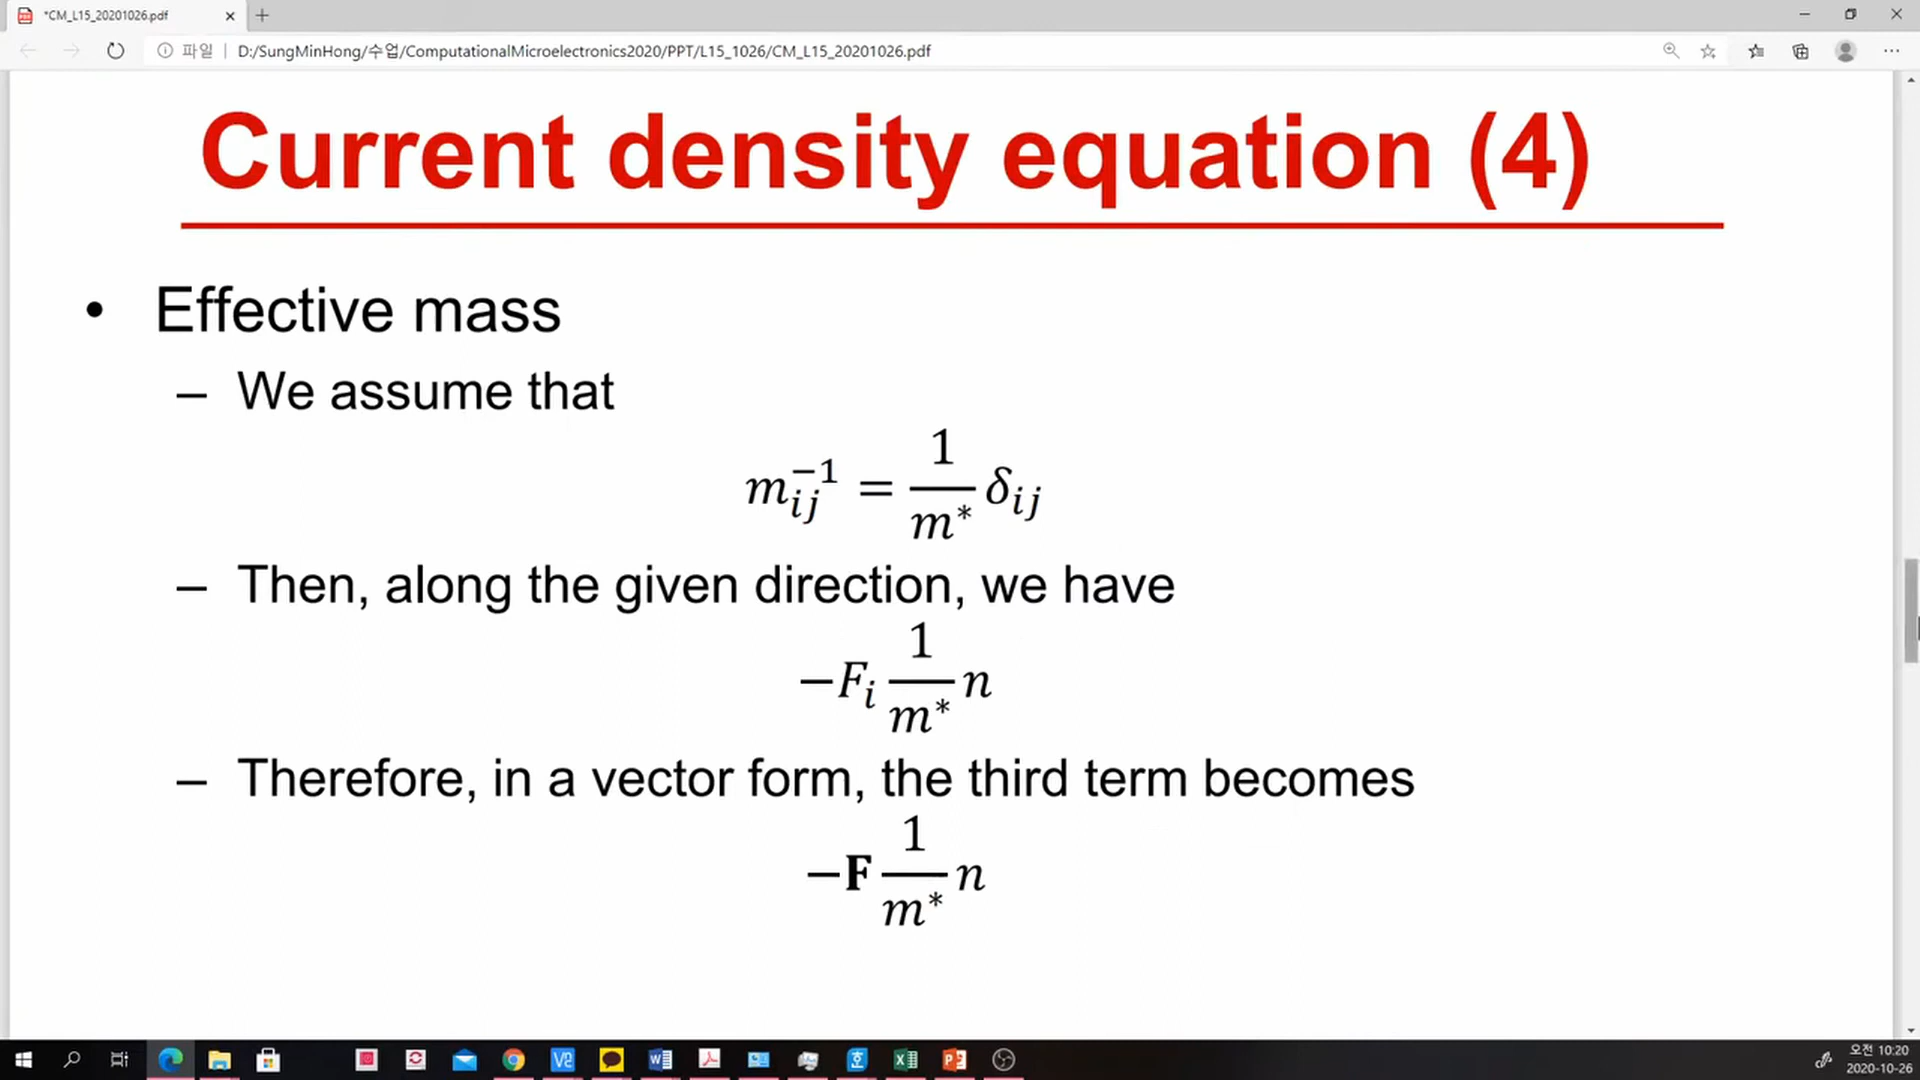 *CM_L15_20201026.pdf
파일 | D:/SungMinHong/수업/ComputationalMicroelectronics2020/PPT/L15_1026/CM_L15_20201026.pdf
Current density equation (4)
• Effective mass
– We assume that
$m_{ij}^{-1} = \frac{1}{m^*} \delta_{ij}$
– Then, along the given direction, we have
$-F_i \frac{1}{m^*} n$
– Therefore, in a vector form, the third term becomes
$-\mathbf{F} \frac{1}{m^*} n$
오전 10:20
2020-10-26